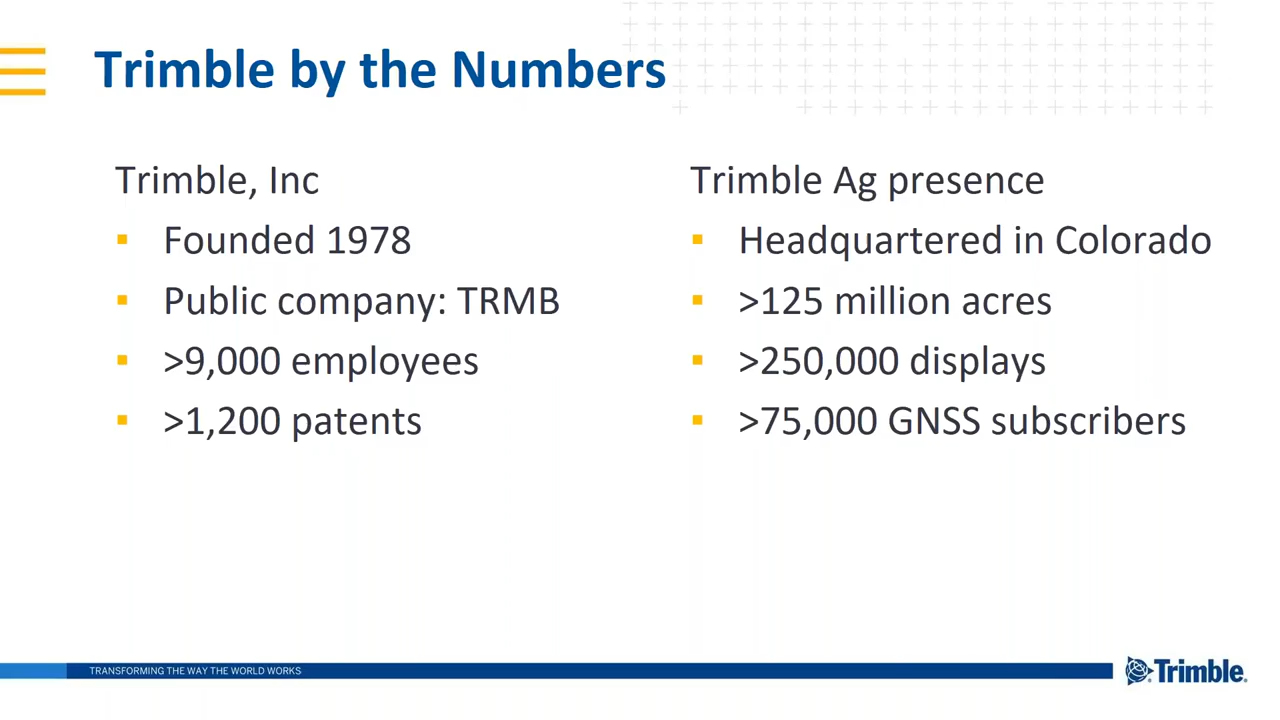 Trimble by the Numbers
Trimble, Inc
Founded 1978
Public company: TRMB
>9,000 employees
>1,200 patents
Trimble Ag presence
Headquartered in Colorado
>125 million acres
>250,000 displays
>75,000 GNSS subscribers
TRANSFORMING THE WAY THE WORLD WORKS
Trimble